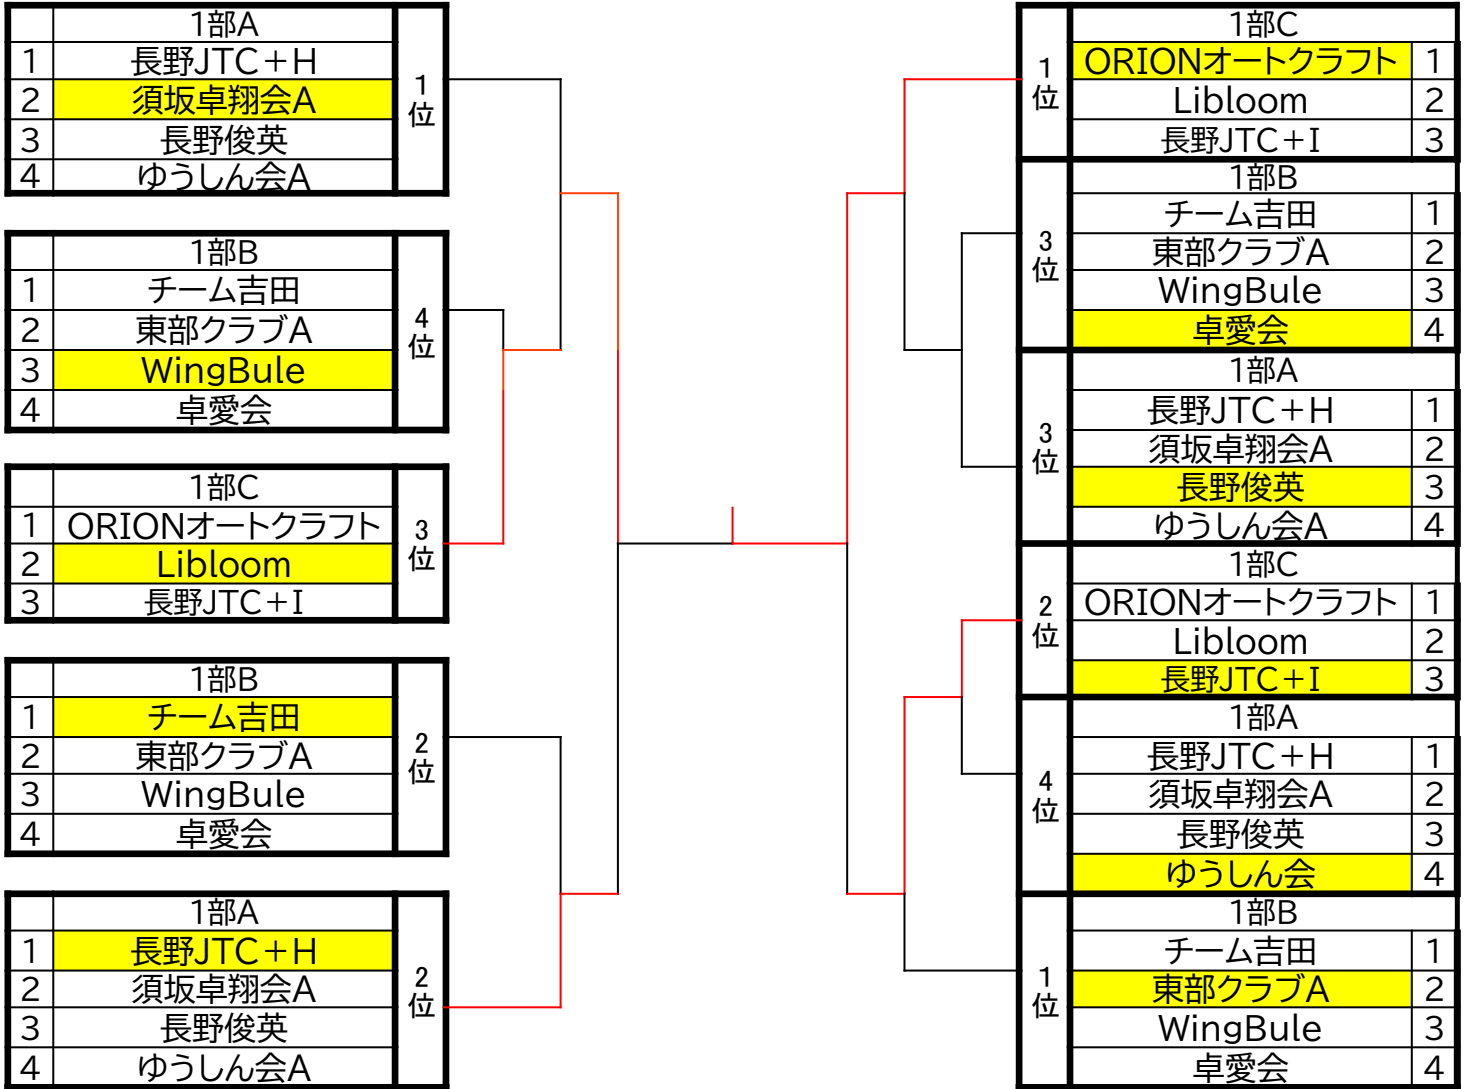 1部A
1 長野JTC+H
2 須坂卓翔会A
3 長野俊英
4 ゆうしん会A
1位
1部B
1 チーム吉田
2 東部クラブA
3 WingBule
4 卓愛会
4位
1部C
1 ORIONオートクラフト
2 Libloom
3 長野JTC+I
3位
1部B
1 チーム吉田
2 東部クラブA
3 WingBule
4 卓愛会
2位
1部A
1 長野JTC+H
2 須坂卓翔会A
3 長野俊英
4 ゆうしん会A
2位
1位
1部C
ORIONオートクラフト 1
Libloom 2
長野JTC+I 3
3位
1部B
チーム吉田 1
東部クラブA 2
WingBule 3
卓愛会 4
3位
1部A
長野JTC+H 1
須坂卓翔会A 2
長野俊英 3
ゆうしん会A 4
2位
1部C
ORIONオートクラフト 1
Libloom 2
長野JTC+I 3
4位
1部A
長野JTC+H 1
須坂卓翔会A 2
長野俊英 3
ゆうしん会 4
1位
1部B
チーム吉田 1
東部クラブA 2
WingBule 3
卓愛会 4